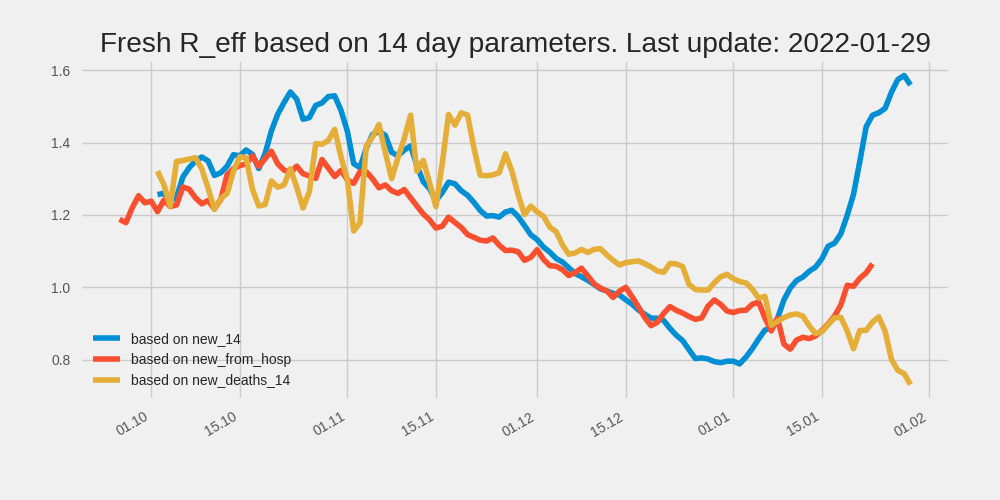 Fresh R_eff based on 14 day parameters. Last update: 2022-01-29
1.6
1.4
1.2
1.0
0.8
based on new_14
based on new_from_hosp
based on new_deaths_14
01.10 15.10 01.11 15.11 01.12 15.12 01.01 15.01 01.02